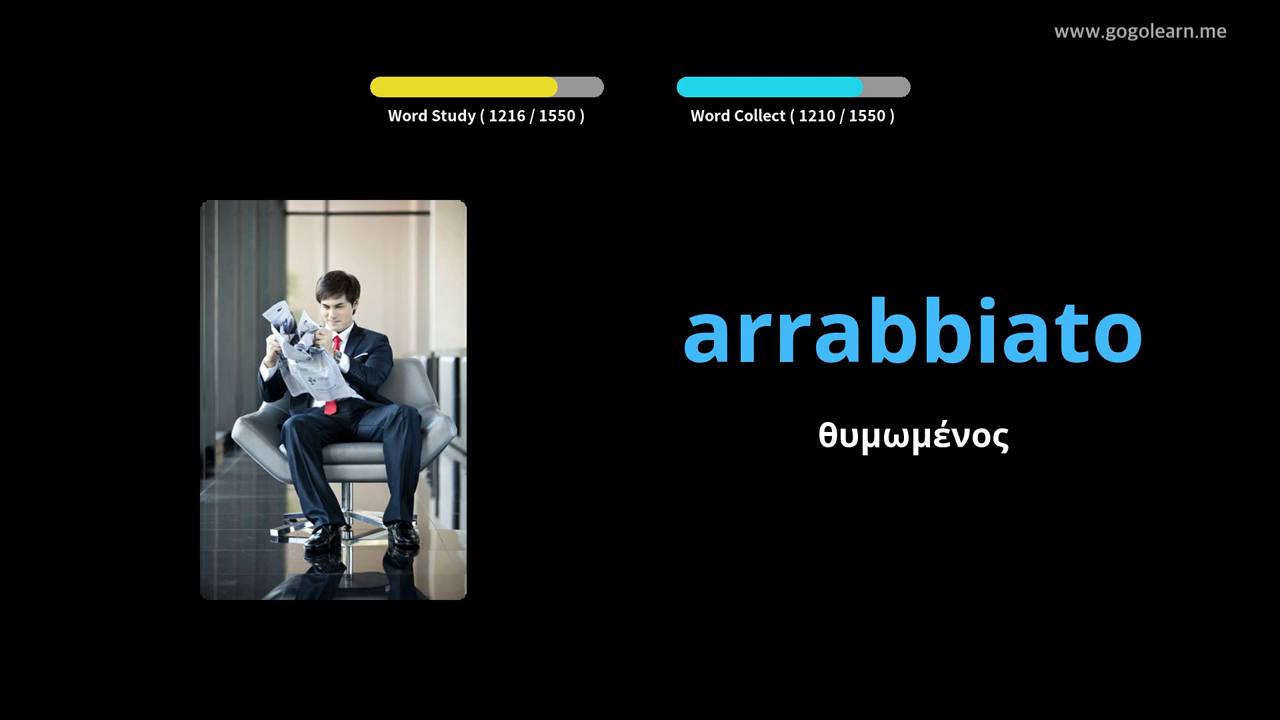 www.gogolearn.me
Word Study ( 1216 / 1550 )
Word Collect ( 1210 / 1550 )
arrabbiato
θυμωμένος